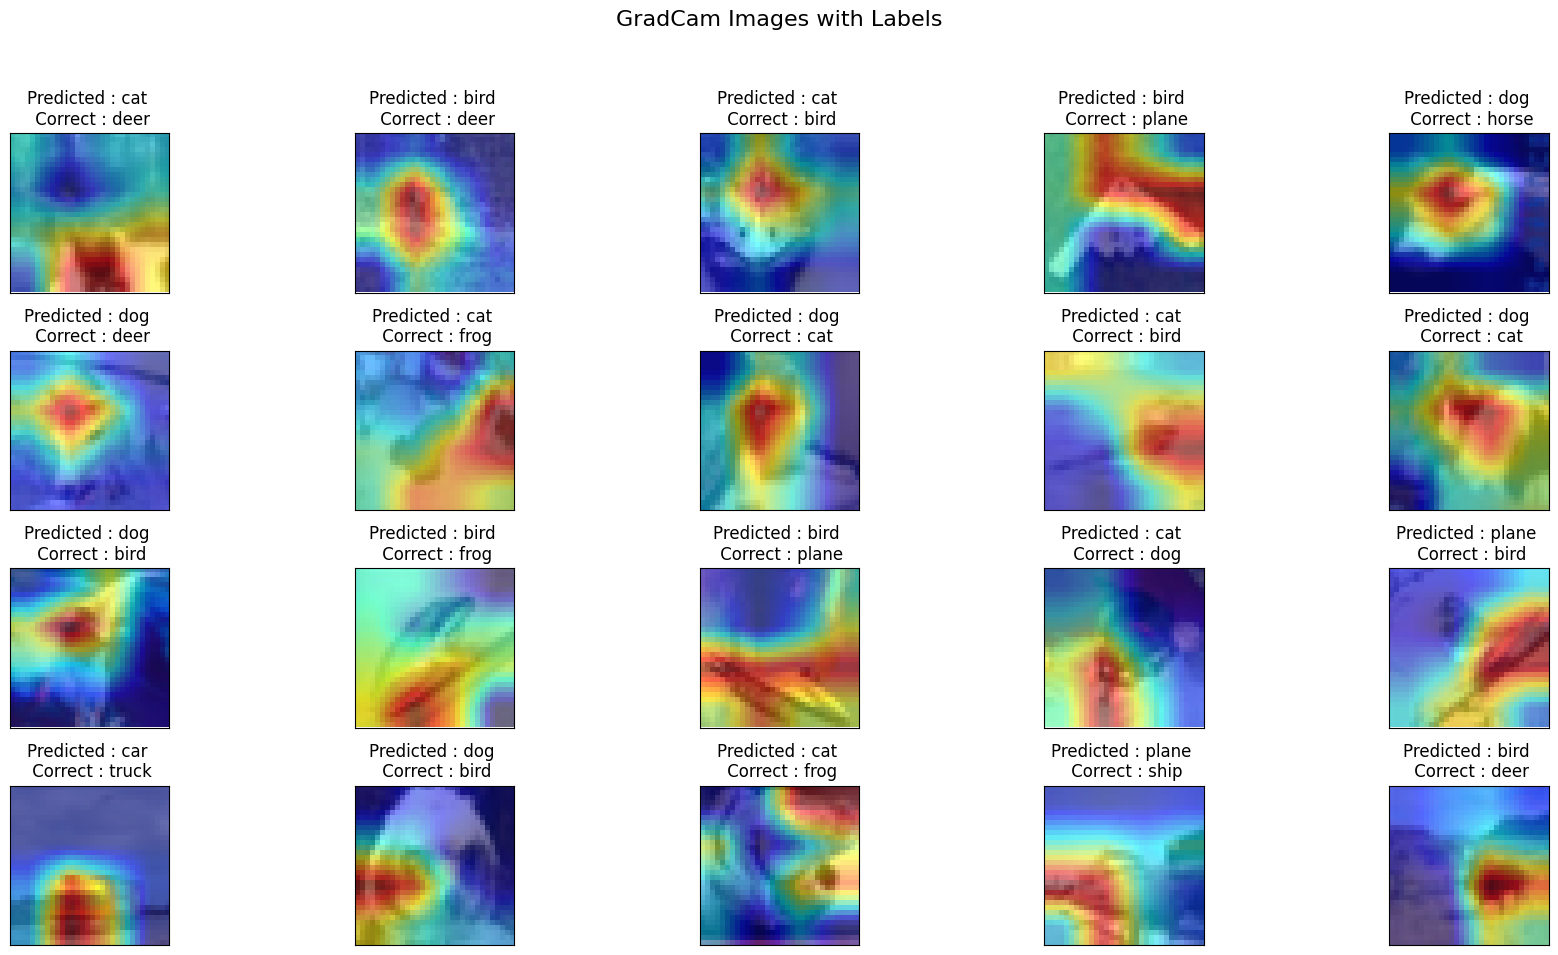 GradCam Images with Labels
Predicted : cat
Correct : deer
Predicted : bird
Correct : deer
Predicted : cat
Correct : bird
Predicted : bird
Correct : plane
Predicted : dog
Correct : horse
Predicted : dog
Correct : deer
Predicted : cat
Correct : frog
Predicted : dog
Correct : cat
Predicted : cat
Correct : bird
Predicted : dog
Correct : cat
Predicted : dog
Correct : bird
Predicted : bird
Correct : frog
Predicted : bird
Correct : plane
Predicted : cat
Correct : dog
Predicted : plane
Correct : bird
Predicted : car
Correct : truck
Predicted : dog
Correct : bird
Predicted : cat
Correct : frog
Predicted : plane
Correct : ship
Predicted : bird
Correct : deer